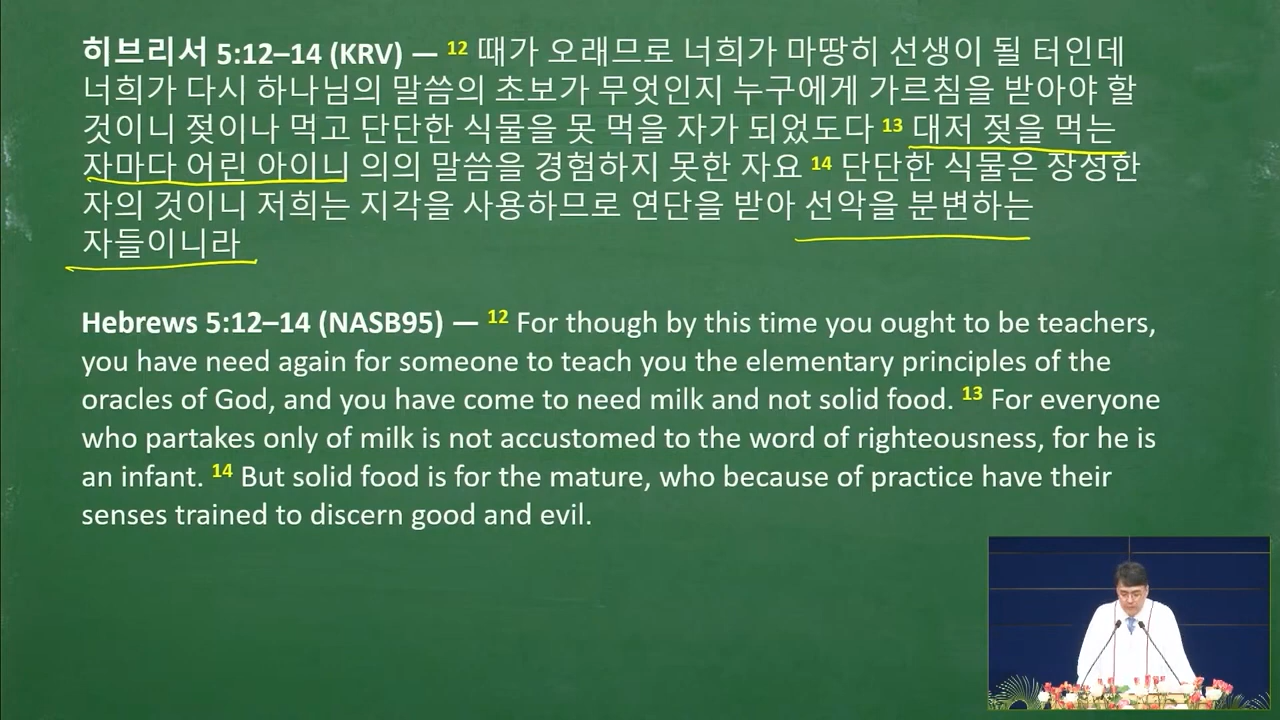 히브리서 5:12–14 (KRV) — 12 때가 오래므로 너희가 마땅히 선생이 될 터인데
너희가 다시 하나님의 말씀의 초보가 무엇인지 누구에게 가르침을 받아야 할
것이니 젖이나 먹고 단단한 식물을 못 먹을 자가 되었도다 13 대저 젖을 먹는
자마다 어린 아이니 의의 말씀을 경험하지 못한 자요 14 단단한 식물은 장성한
자의 것이니 저희는 지각을 사용하므로 연단을 받아 선악을 분변하는
자들이니라
Hebrews 5:12–14 (NASB95) — 12 For though by this time you ought to be teachers,
you have need again for someone to teach you the elementary principles of the
oracles of God, and you have come to need milk and not solid food. 13 For everyone
who partakes only of milk is not accustomed to the word of righteousness, for he is
an infant. 14 But solid food is for the mature, who because of practice have their
senses trained to discern good and evil.